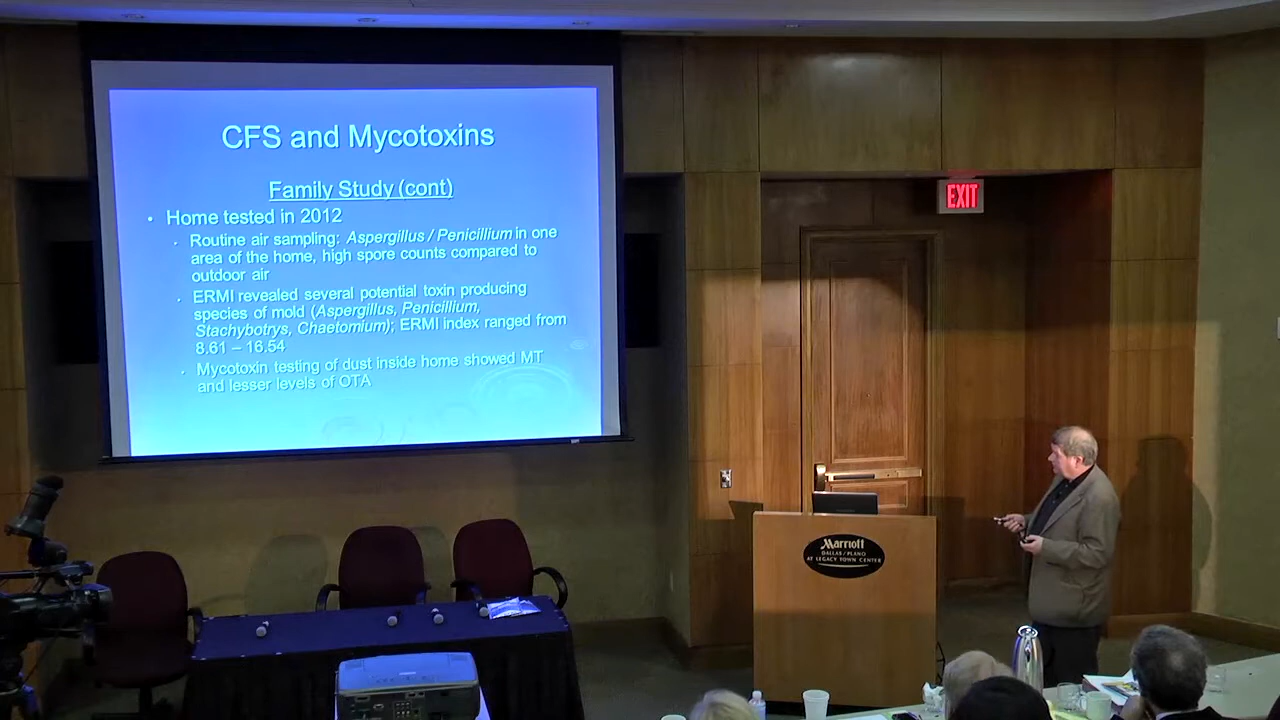 CFS and Mycotoxins
Family Study (cont)
• Home tested in 2012
• Routine air sampling: Aspergillus / Penicillium in one
area of the home, high spore counts compared to
outdoor air
• ERMI revealed several potential toxin producing
species of mold (Aspergillus, Penicillium,
Stachybotrys, Chaetomium); ERMI index ranged from
8.61 – 16.54
• Mycotoxin testing of dust inside home showed MT
and lesser levels of OTA
EXIT
Marriott
DALLAS / PLANO
AT LEGACY TOWN CENTER